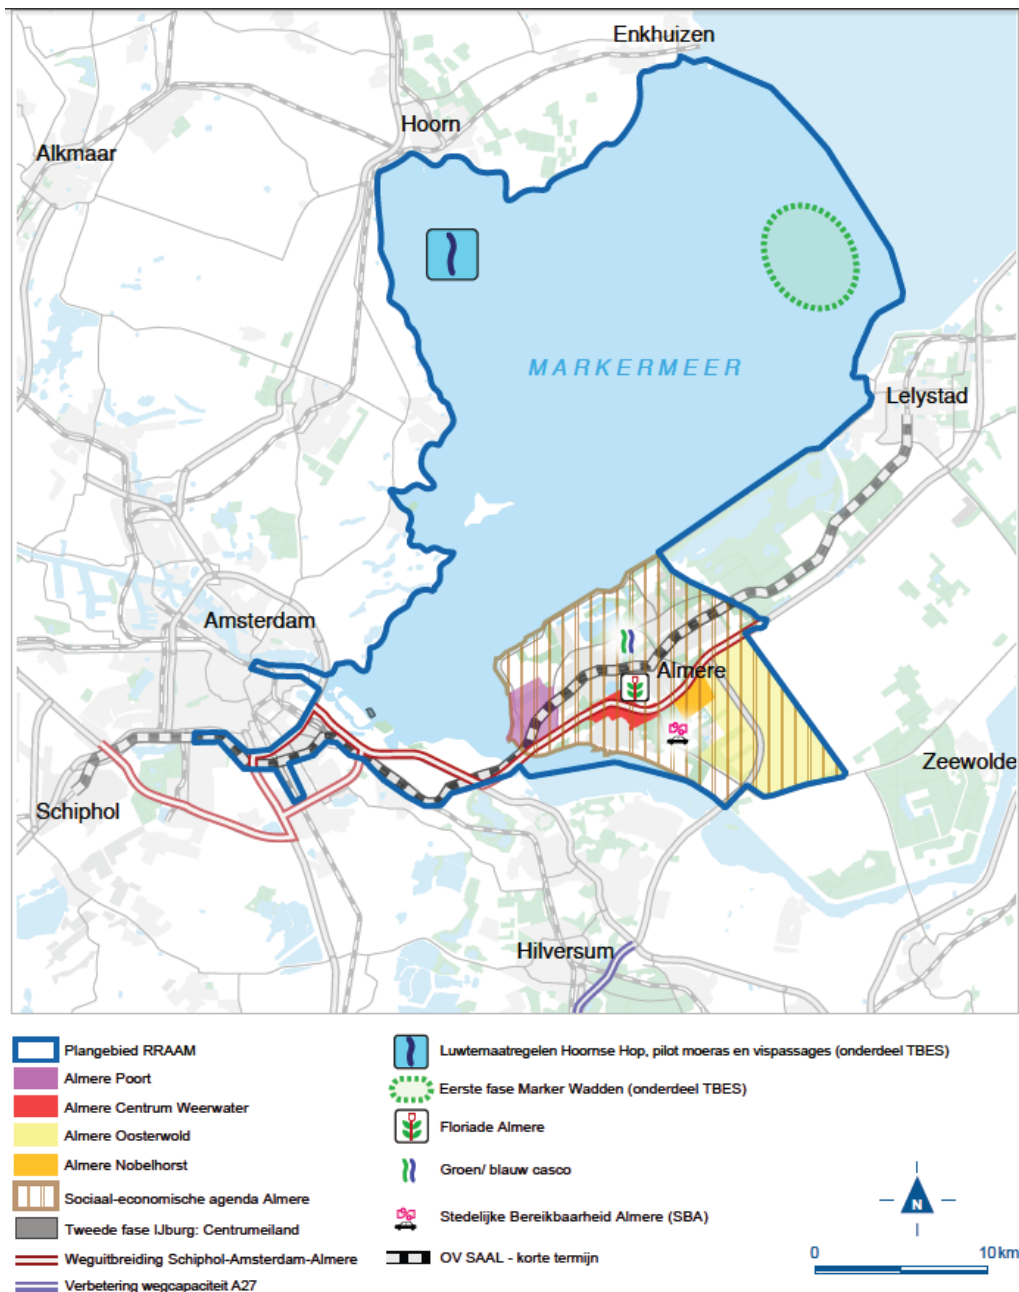 Enkhuizen
Hoorn
Alkmaar
MARKERMEER
Lelystad
Amsterdam
Almere
Zeewolde
Schiphol
Hilversum
Plangebied RRAAM
Almere Poort
Almere Centrum Weerwater
Almere Oosterwold
Almere Nobelhorst
Sociaal-economische agenda Almere
Tweede fase IJburg: Centrumeiland
Weguitbreiding Schiphol-Amsterdam-Almere
Verbetering wegcapaciteit A27
Luwtemaatregelen Hoornse Hop, pilot moeras en vispassages (onderdeel TBES)
Eerste fase Marker Wadden (onderdeel TBES)
Floriade Almere
Groen/ blauw casco
Stedelijke Bereikbaarheid Almere (SBA)
OV SAAL - korte termijn
N
0 10 km